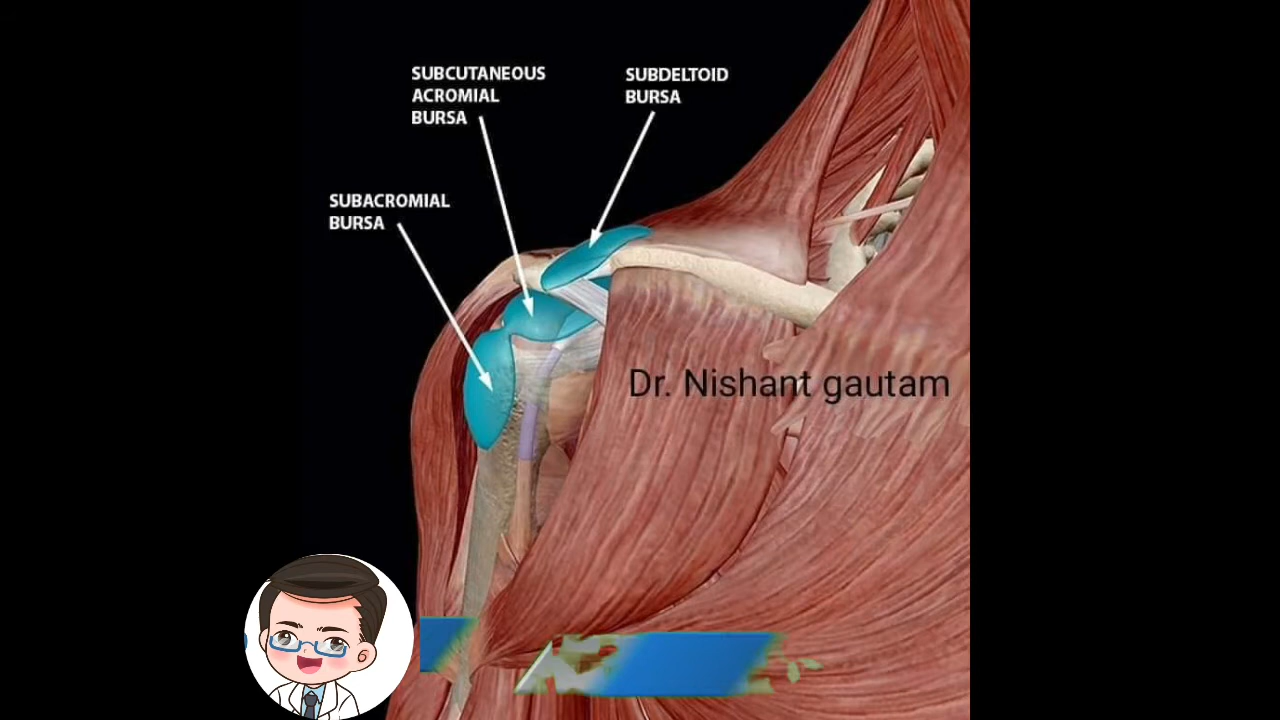 SUBCUTANEOUS
ACROMIAL
BURSA
SUBDELTOID
BURSA
SUBACROMIAL
BURSA
Dr. Nishant gautam